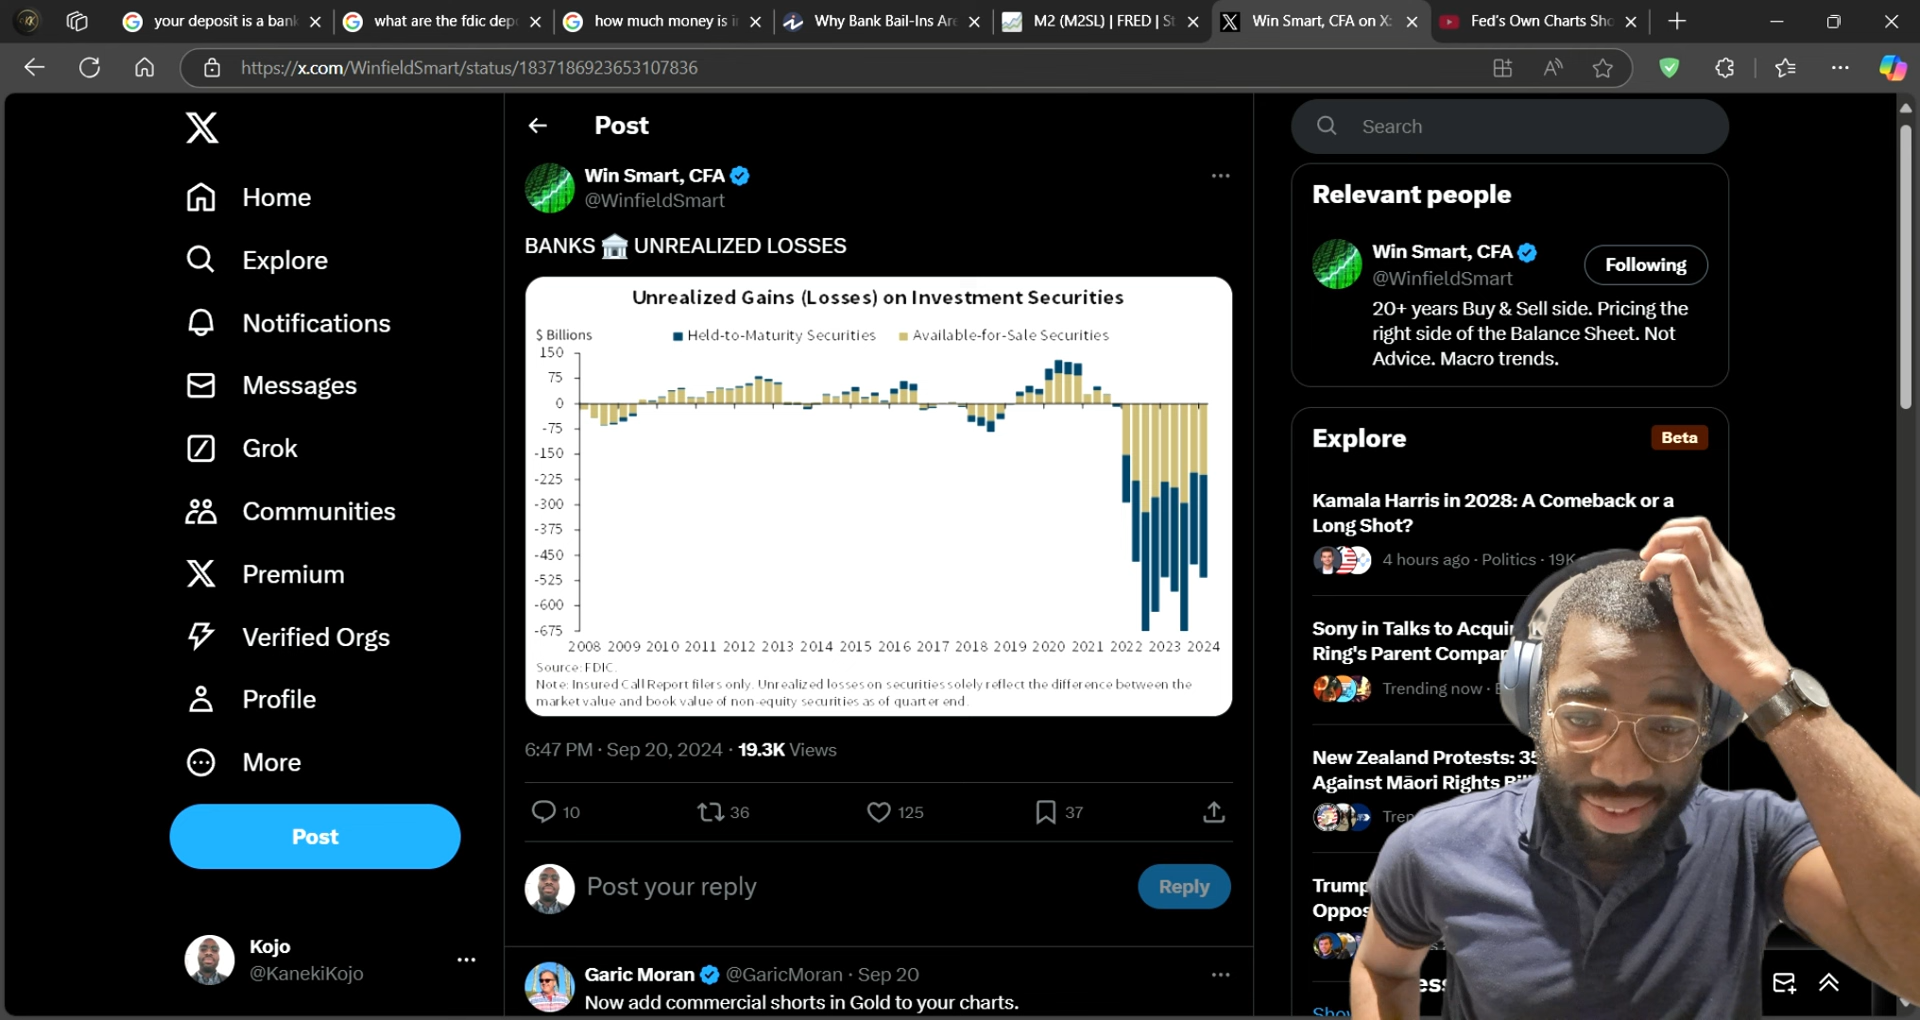 your deposit is a bank
what are the fdic dep
how much money is i
Why Bank Bail-Ins Are
M2 (M2SL) | FRED | St
Win Smart, CFA on X:
Fed's Own Charts Sho
https://x.com/WinfieldSmart/status/1837186923653107836
Home
Explore
Notifications
Messages
Grok
Communities
Premium
Verified Orgs
Profile
More
Post
Kojo
@KanekiKojo
Post
Win Smart, CFA
@WinfieldSmart
BANKS UNREALIZED LOSSES
Unrealized Gains (Losses) on Investment Securities
$ Billions
Held-to-Maturity Securities
Available-for-Sale Securities
150
75
0
-75
-150
-225
-300
-375
-450
-525
-600
-675
2008 2009 2010 2011 2012 2013 2014 2015 2016 2017 2018 2019 2020 2021 2022 2023 2024
Source: FDIC.
Note: Insured Call Report filers only. Unrealized losses on securities solely reflect the difference between the
market value and book value of non-equity securities as of quarter end.
6:47 PM · Sep 20, 2024 · 19.3K Views
10
36
125
37
Post your reply
Reply
Garic Moran @GaricMoran · Sep 20
Now add commercial shorts in Gold to your charts.
Search
Relevant people
Win Smart, CFA
@WinfieldSmart
Following
20+ years Buy & Sell side. Pricing the
right side of the Balance Sheet. Not
Advice. Macro trends.
Explore
Beta
Kamala Harris in 2028: A Comeback or a
Long Shot?
4 hours ago · Politics · 19K
Sony in Talks to Acquir
Ring's Parent Compan
Trending now ·
New Zealand Protests: 35
Against Māori Rights Bi
Tren
Trump
Oppos
Show